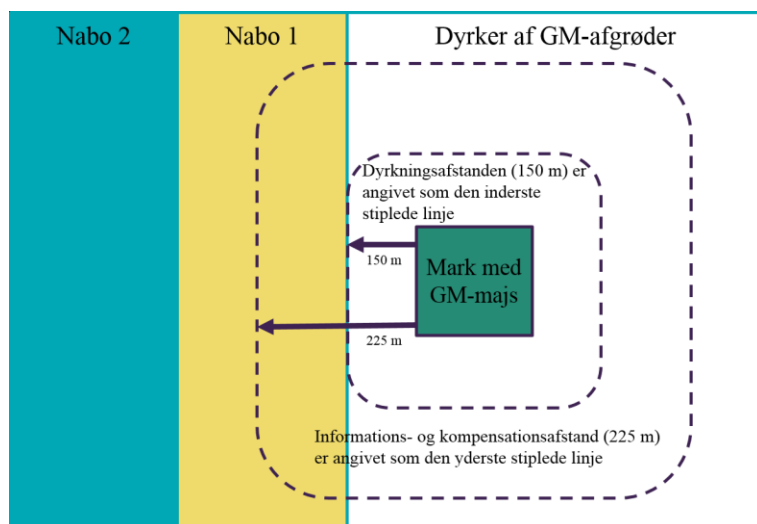 Nabo 2
Nabo 1
Dyrker af GM-afgrøder
Dyrkningsafstanden (150 m) er
angivet som den inderste
stiplede linje
150 m
Mark med
GM-majs
225 m
Informations- og kompensationsafstand (225 m)
er angivet som den yderste stiplede linje